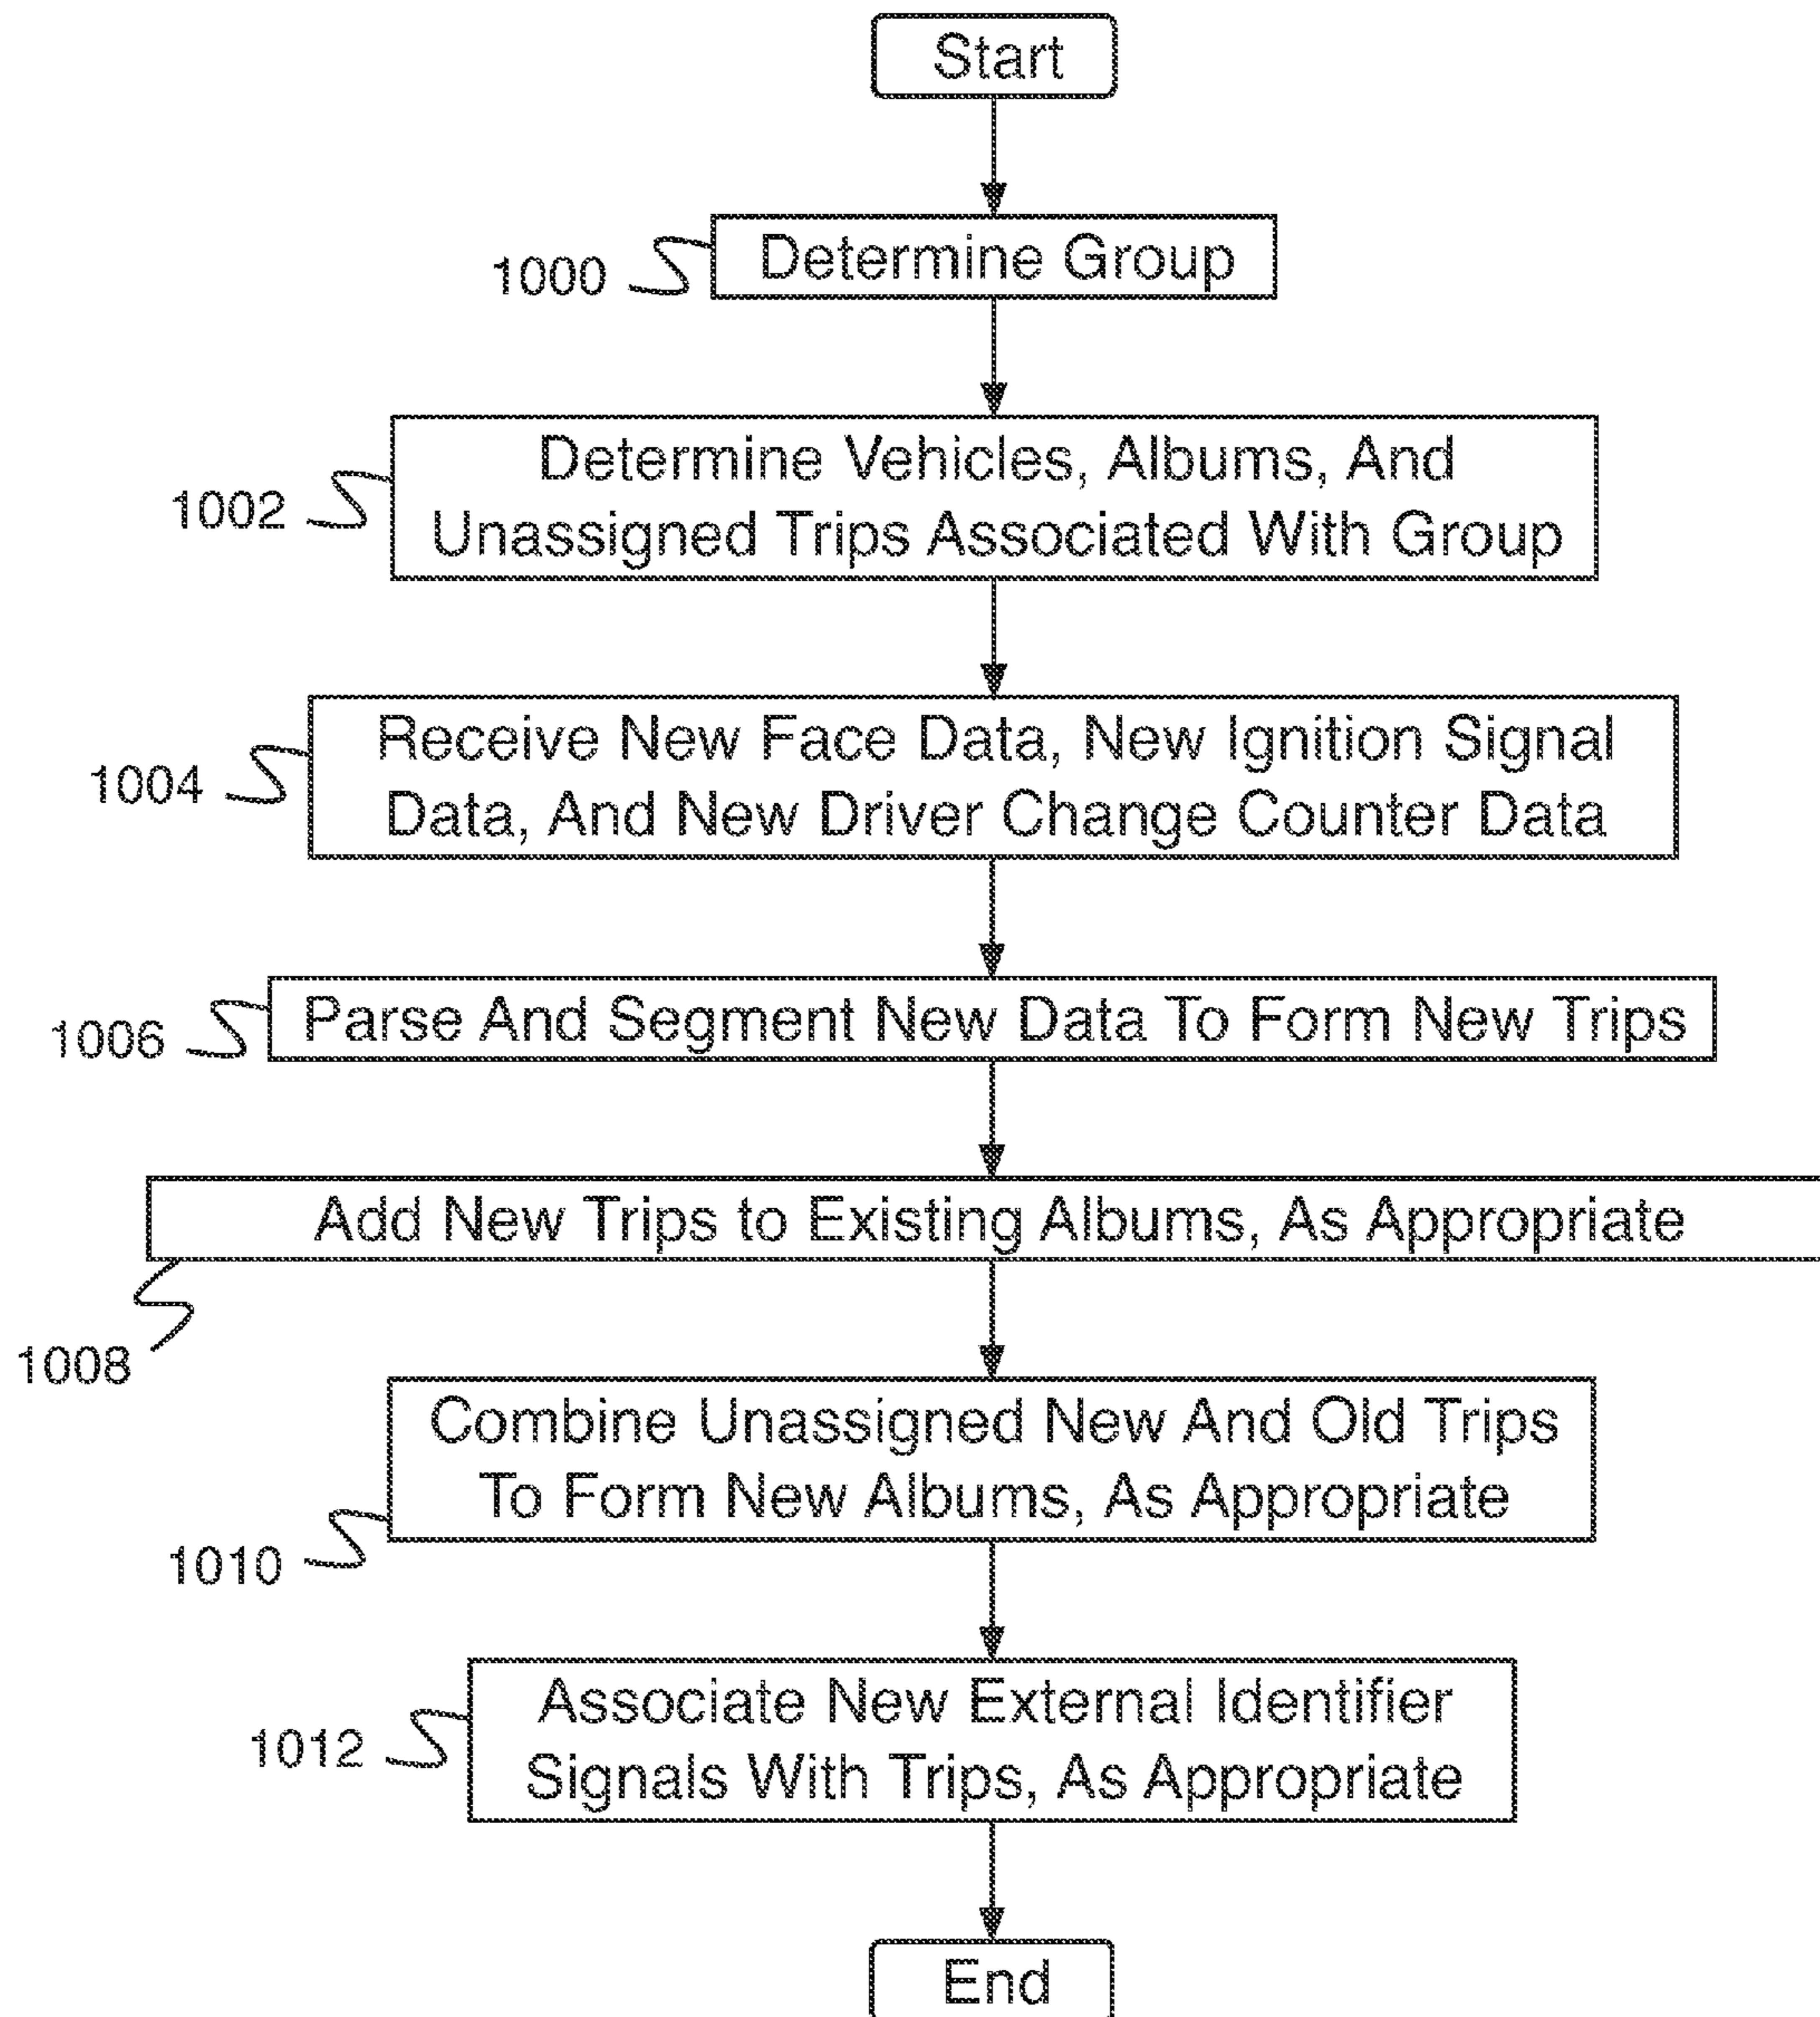 Start
1000
Determine Group
1002
Determine Vehicles, Albums, And
Unassigned Trips Associated With Group
1004
Receive New Face Data, New Ignition Signal
Data, And New Driver Change Counter Data
1006
Parse And Segment New Data To Form New Trips
Add New Trips to Existing Albums, As Appropriate
1008
Combine Unassigned New And Old Trips
To Form New Albums, As Appropriate
1010
Associate New External Identifier
1012
Signals With Trips, As Appropriate
End